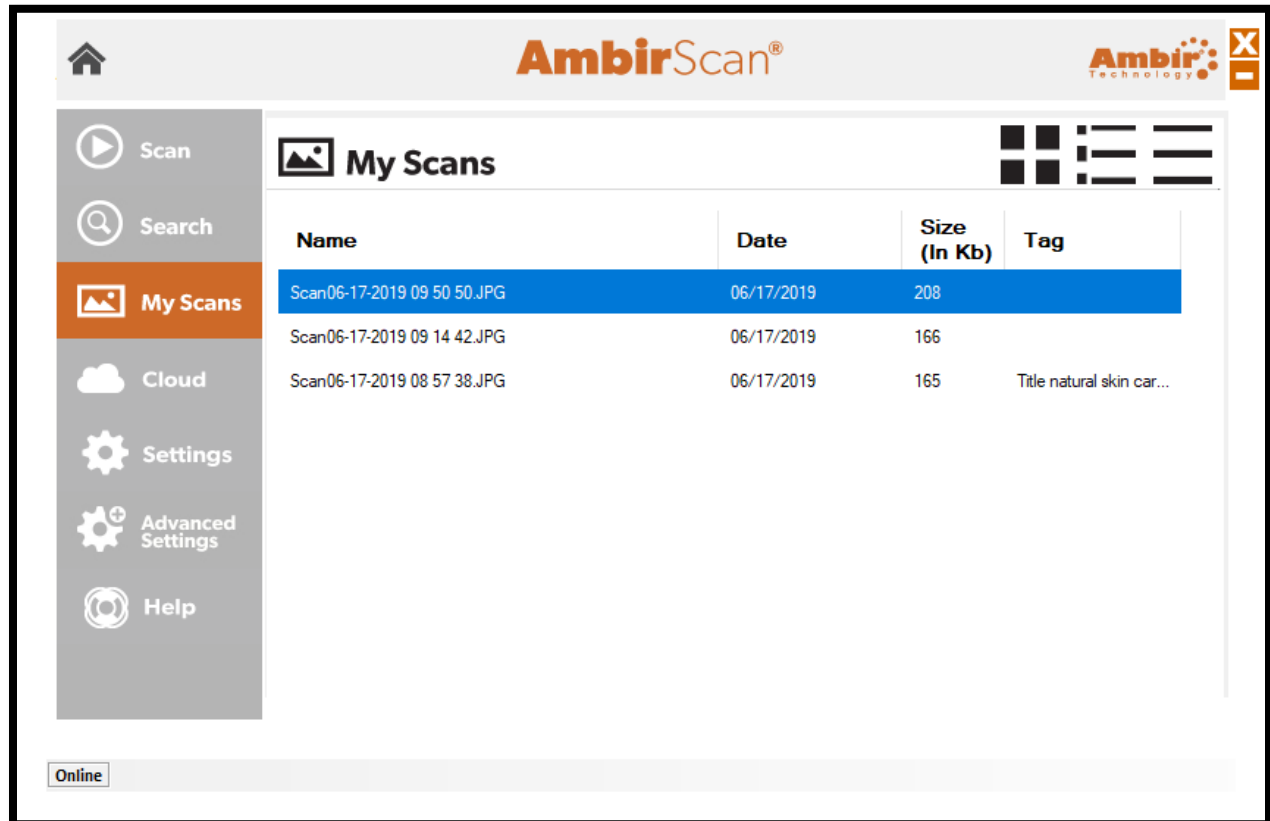 AmbirScan®
Ambir
Technology
X
Scan
Search
My Scans
Cloud
Settings
Advanced
Settings
Help
My Scans
Name Date Size (In Kb) Tag
Scan06-17-2019 09 50 50.JPG 06/17/2019 208
Scan06-17-2019 09 14 42.JPG 06/17/2019 166
Scan06-17-2019 08 57 38.JPG 06/17/2019 165 Title natural skin car...
Online